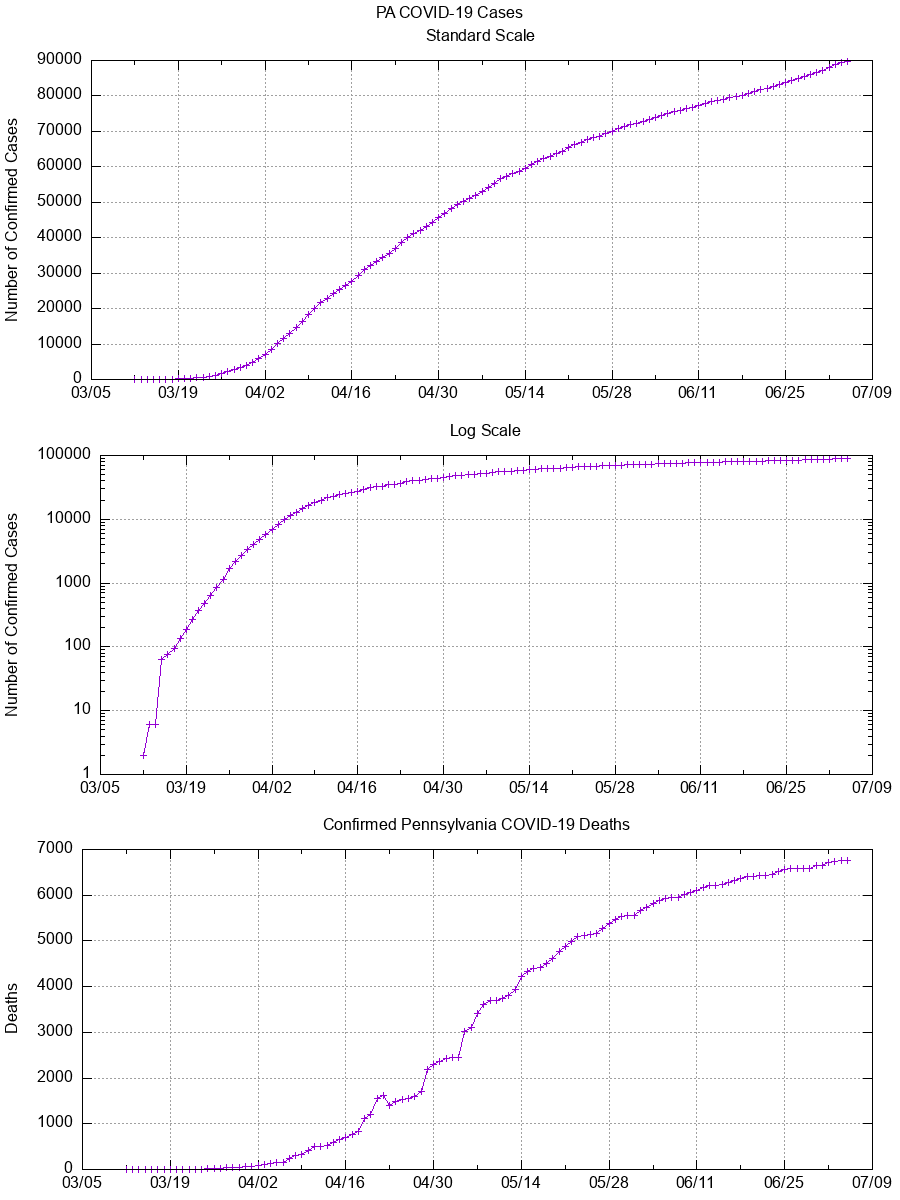 PA COVID-19 Cases
Standard Scale
Number of Confirmed Cases
90000
80000
70000
60000
50000
40000
30000
20000
10000
0
03/05 03/19 04/02 04/16 04/30 05/14 05/28 06/11 06/25 07/09
Log Scale
Number of Confirmed Cases
100000
10000
1000
100
10
1
03/05 03/19 04/02 04/16 04/30 05/14 05/28 06/11 06/25 07/09
Confirmed Pennsylvania COVID-19 Deaths
Deaths
7000
6000
5000
4000
3000
2000
1000
0
03/05 03/19 04/02 04/16 04/30 05/14 05/28 06/11 06/25 07/09